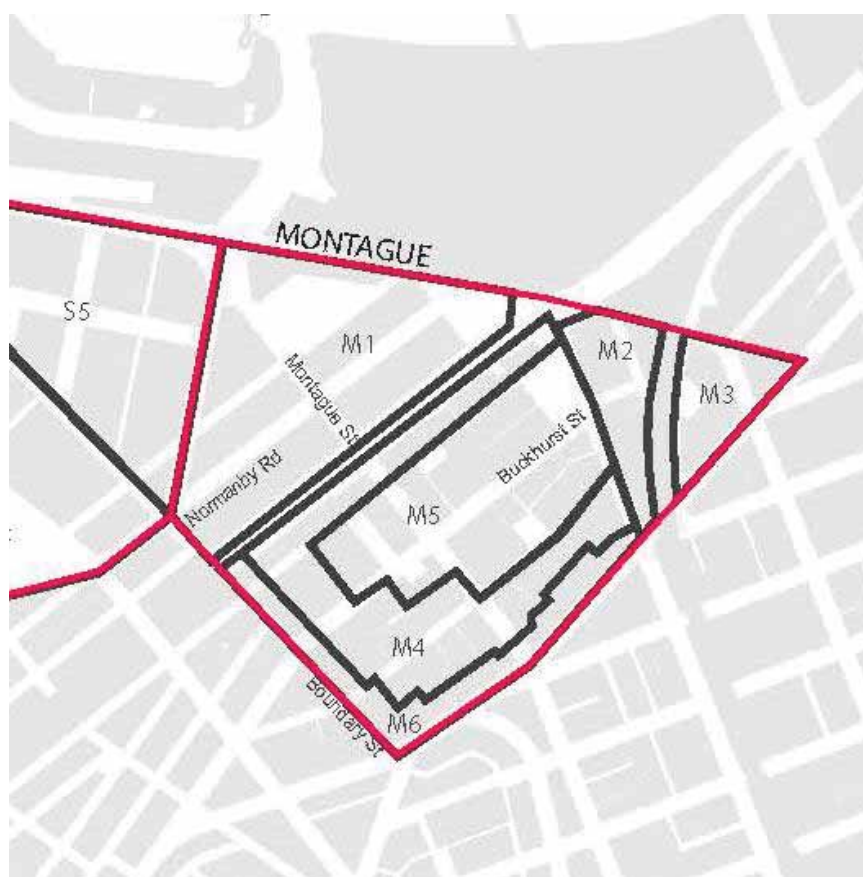 MONTAGUE
S5
M1
M2
M3
Montague St
Normanby Rd
Buckhurst St
M5
M4
Boundary St
M6